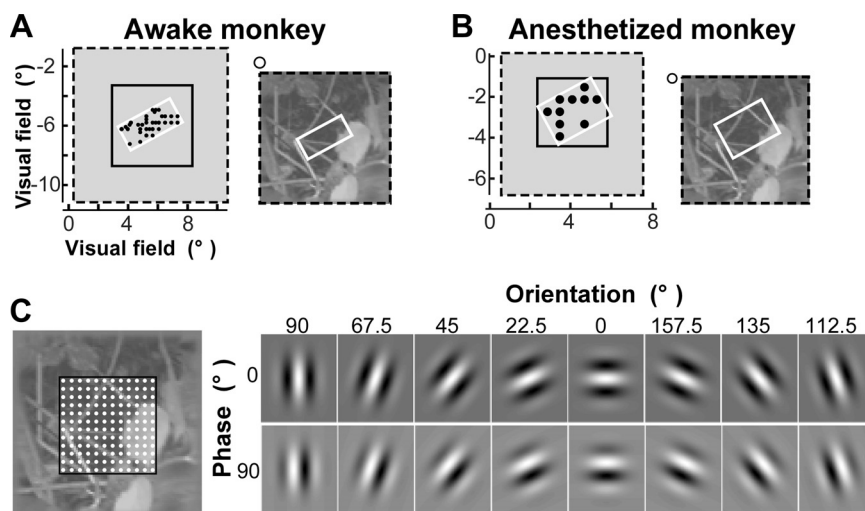 A Awake monkey
B Anesthetized monkey
-2
-6
-10
Visual field (°)
0 4 8
Visual field (°)
0
-2
-4
-6
0 4 8
C
Orientation (°)
90 67.5 45 22.5 0 157.5 135 112.5
Phase (°)
0
90